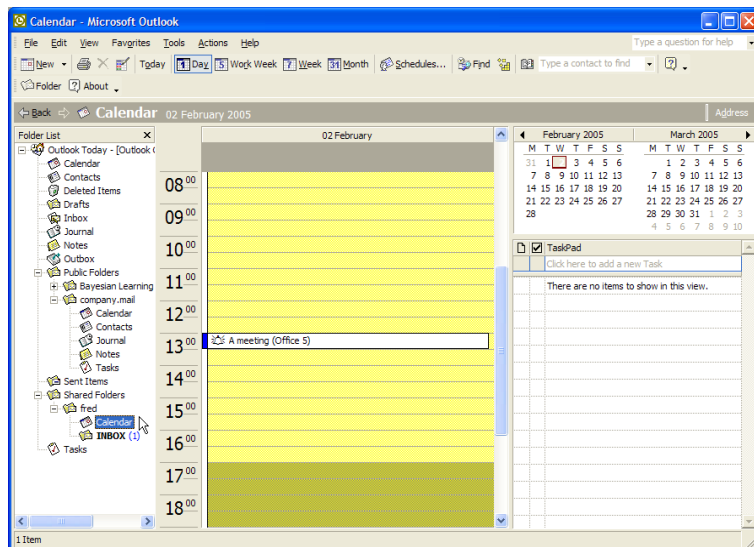 Calendar - Microsoft Outlook
File Edit View Favorites Tools Actions Help Type a question for help
New Today 1 Day 5 Work Week 7 Week 31 Month Schedules... Find Type a contact to find
Folder About
Back Calendar 02 February 2005 Address
Folder List
Outlook Today - [Outlook
Calendar
Contacts
Deleted Items
Drafts
Inbox
Journal
Notes
Outbox
Public Folders
Bayesian Learning
company.mail
Calendar
Contacts
Journal
Notes
Tasks
Sent Items
Shared Folders
fred
Calendar
INBOX (1)
Tasks
02 February
08 00
09 00
10 00
11 00
12 00
13 00 A meeting (Office 5)
14 00
15 00
16 00
17 00
18 00
February 2005
M T W T F S S
31 1 3 4 5 6
7 8 9 10 11 12 13
14 15 16 17 18 19 20
21 22 23 24 25 26 27
28
March 2005
M T W T F S S
1 2 3 4 5 6
7 8 9 10 11 12 13
14 15 16 17 18 19 20
21 22 23 24 25 26 27
28 29 30 31 1 2 3
4 5 6 7 8 9 10
TaskPad
Click here to add a new Task
There are no items to show in this view.
1 Item